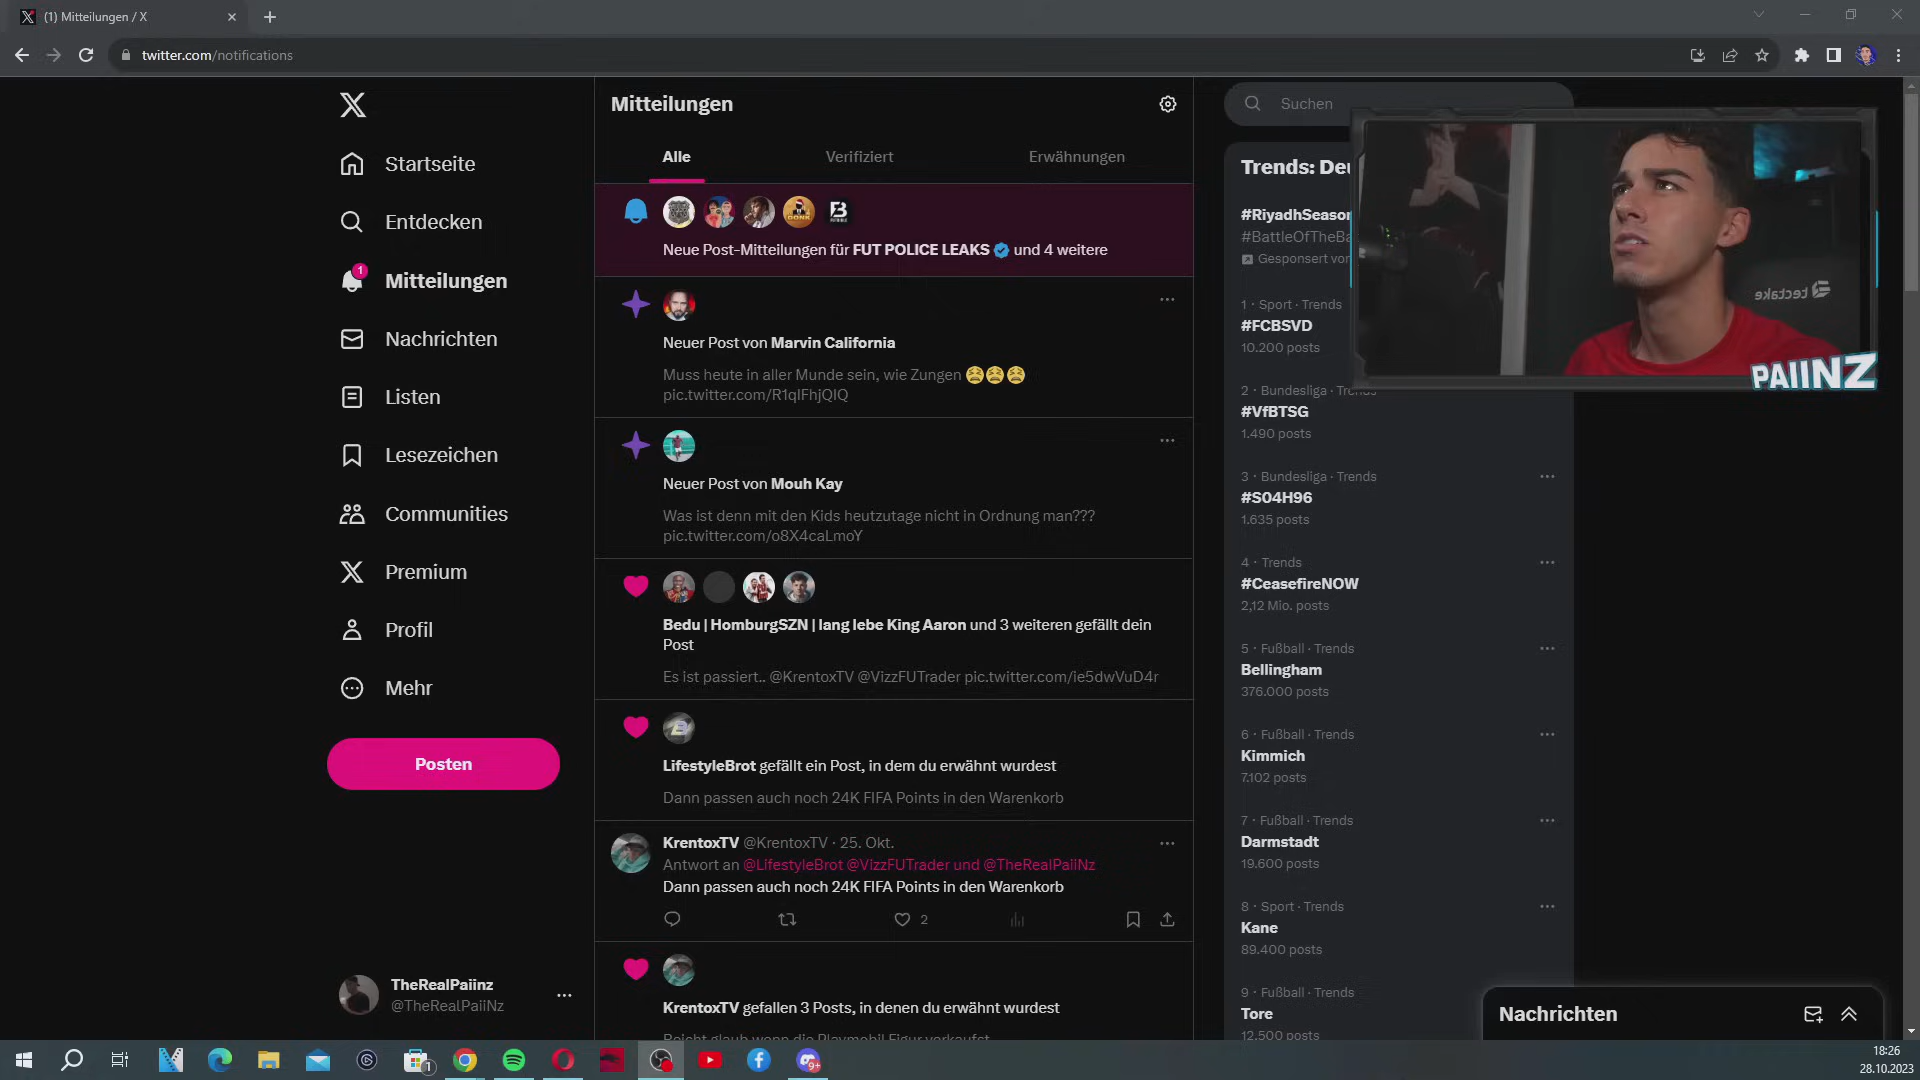 (1) Mitteilungen / X
twitter.com/notifications
Startseite
Entdecken
1
Mitteilungen
Nachrichten
Listen
Lesezeichen
Communities
Premium
Profil
Mehr
Posten
TheRealPaiinz
@TheRealPaiiNz
Mitteilungen
Alle
Verifiziert
Erwähnungen
Neue Post-Mitteilungen für FUT POLICE LEAKS und 4 weitere
Neuer Post von Marvin California
Muss heute in aller Munde sein, wie Zungen 😫😫😫
pic.twitter.com/R1qIFhjQIQ
Neuer Post von Mouh Kay
Was ist denn mit den Kids heutzutage nicht in Ordnung man???
pic.twitter.com/o8X4caLmoY
Bedu | HomburgSZN | lang lebe King Aaron und 3 weiteren gefällt dein
Post
Es ist passiert.. @KrentoxTV @VizzFUTrader pic.twitter.com/ie5dwVuD4r
LifestyleBrot gefällt ein Post, in dem du erwähnt wurdest
Dann passen auch noch 24K FIFA Points in den Warenkorb
KrentoxTV @KrentoxTV · 25. Okt.
Antwort an @LifestyleBrot @VizzFUTrader und @TheRealPaiiNz
Dann passen auch noch 24K FIFA Points in den Warenkorb
2
KrentoxTV gefallen 3 Posts, in denen du erwähnt wurdest
Suchen
Trends: Deu
#RiyadhSeason
#BattleOfTheBa
Gesponsert von
1 · Sport · Trends
#FCBSVD
10.200 posts
2 · Bundesliga · Trends
#VfBTSG
1.490 posts
3 · Bundesliga · Trends
#S04H96
1.635 posts
4 · Trends
#CeasefireNOW
2,12 Mio. posts
5 · Fußball · Trends
Bellingham
376.000 posts
6 · Fußball · Trends
Kimmich
7.102 posts
7 · Fußball · Trends
Darmstadt
19.600 posts
8 · Sport · Trends
Kane
89.400 posts
9 · Fußball · Trends
Tore
12.500 posts
tectake
PAIINZ
Nachrichten
1
9+
18:26
28.10.2023